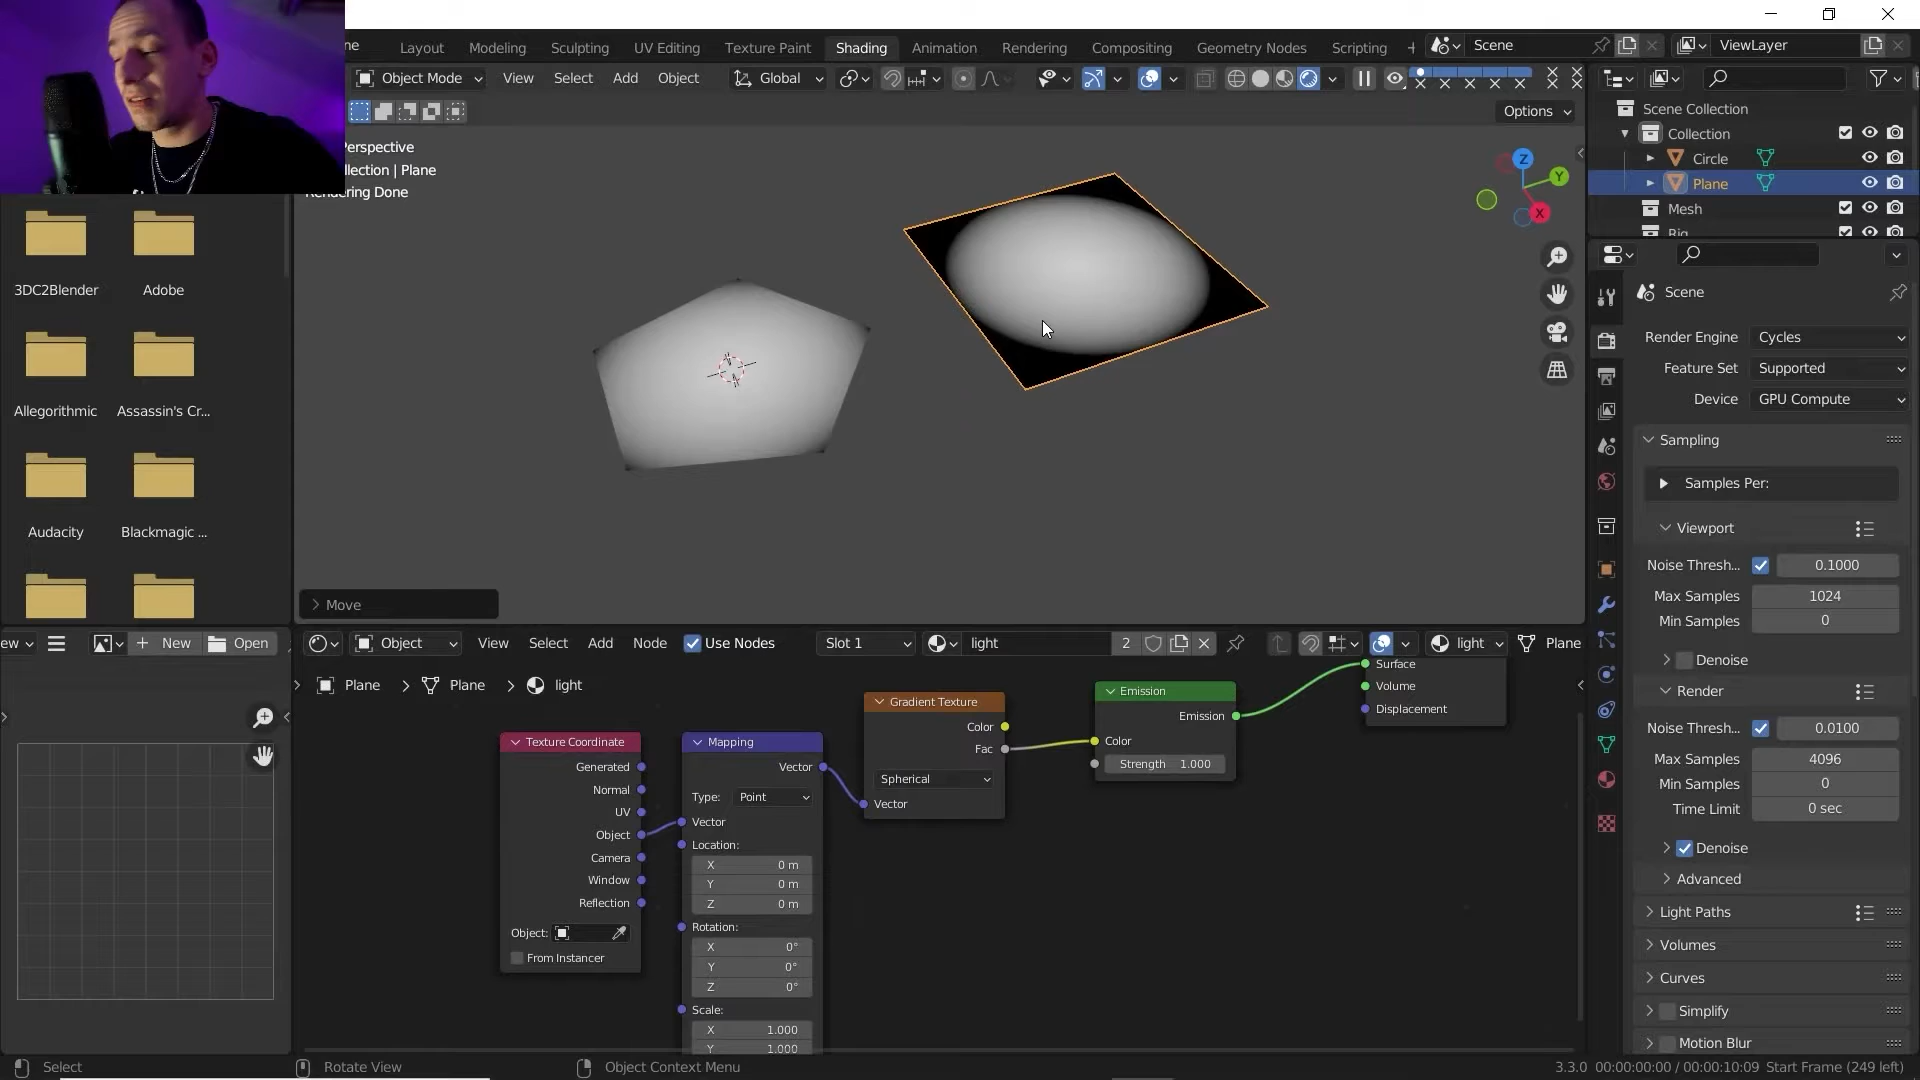 ne Layout Modeling Sculpting UV Editing Texture Paint Shading Animation Rendering Compositing Geometry Nodes Scripting + Scene ViewLayer
Object Mode View Select Add Object Global
Options
Perspective
llection | Plane
Rendering Done
Z
Y
X
Scene Collection
Collection
Circle
Plane
Mesh
Rig
3DC2Blender Adobe
Allegorithmic Assassin's Cr...
Audacity Blackmagic ...
Scene
Render Engine Cycles
Feature Set Supported
Device GPU Compute
Sampling
Samples Per:
Viewport
Noise Thresh... 0.1000
Max Samples 1024
Min Samples 0
Denoise
Render
Noise Thresh... 0.0100
Max Samples 4096
Min Samples 0
Time Limit 0 sec
Denoise
Advanced
Light Paths
Volumes
Curves
Simplify
Motion Blur
Move
ew + New Open
Object View Select Add Node Use Nodes Slot 1 light 2 light Plane
Plane > Plane > light
Texture Coordinate
Generated
Normal
UV
Object
Camera
Window
Reflection
Object:
From Instancer
Mapping
Vector
Type: Point
Vector
Location:
X 0 m
Y 0 m
Z 0 m
Rotation:
X 0°
Y 0°
Z 0°
Scale:
X 1.000
Y 1.000
Gradient Texture
Color
Fac
Spherical
Vector
Emission
Emission
Color
Strength 1.000
Surface
Volume
Displacement
Select Rotate View Object Context Menu 3.3.0 00:00:00:00 / 00:00:10:09 Start Frame (249 left)